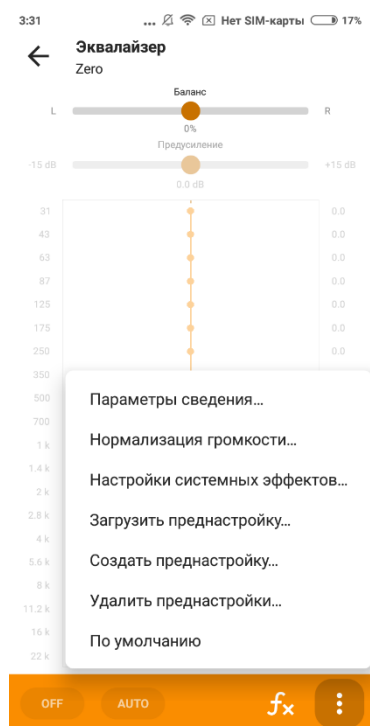 3:31 ... Нет SIM-карты 17%
Эквалайзер
Zero
Баланс
L R
0%
Предусиление
-15 dB +15 dB
0.0 dB
31 0.0
43 0.0
63 0.0
87 0.0
125 0.0
175 0.0
250 0.0
350
500
700
1 k
1.4 k
2 k
2.8 k
4 k
5.6 k
8 k
11.2 k
16 k
22 k
Параметры сведения...
Нормализация громкости...
Настройки системных эффектов...
Загрузить преднастройку...
Создать преднастройку...
Удалить преднастройки...
По умолчанию
OFF AUTO fx